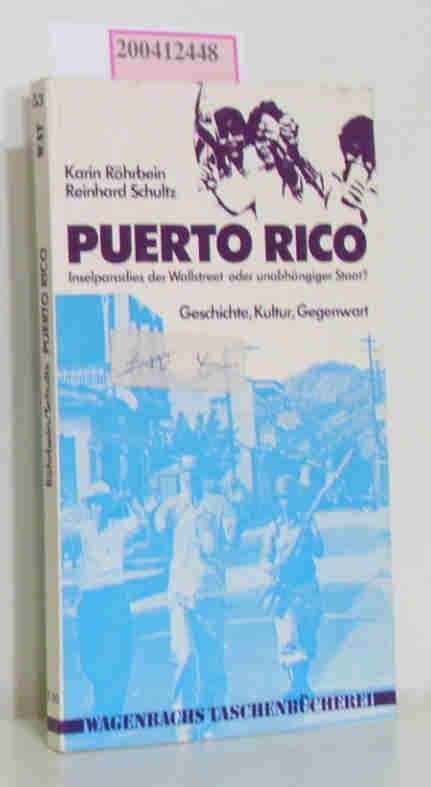 200412448
Karin Röhrbein
Reinhard Schultz
PUERTO RICO
Inselparadies der Wallstreet oder unabhängiger Staat?
Geschichte, Kultur, Gegenwart
WAGENBACHS TASCHENBÜCHEREI
Röhrbein/Schultz PUERTO RICO